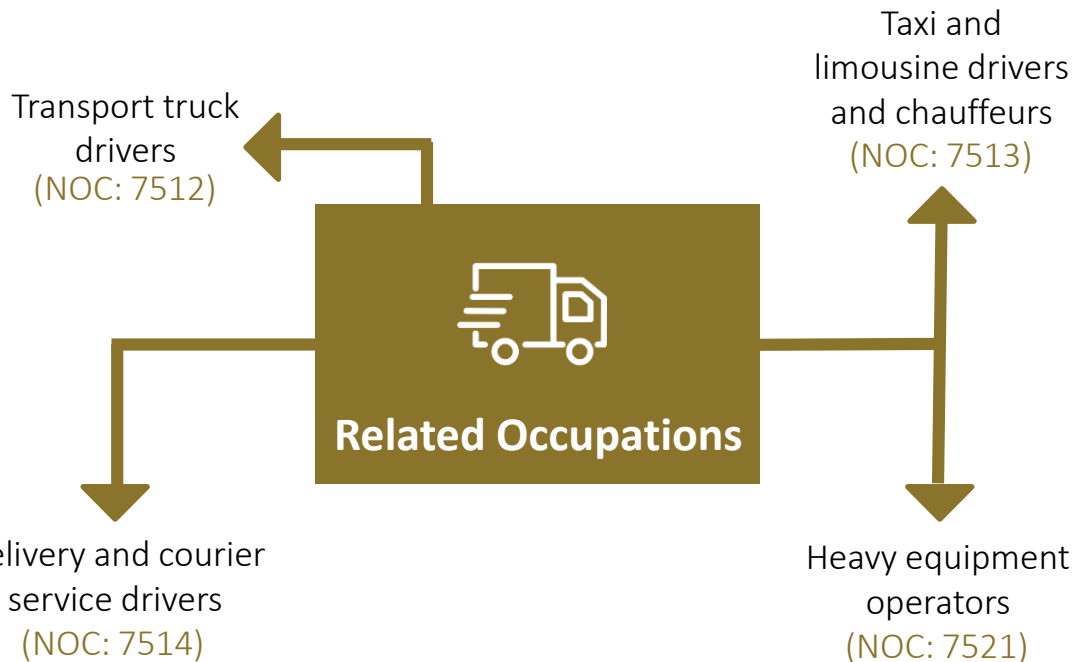 Taxi and
limousine drivers
and chauffeurs
(NOC: 7513)
Transport truck
drivers
(NOC: 7512)
Related Occupations
elivery and courier
service drivers
(NOC: 7514)
Heavy equipment
operators
(NOC: 7521)